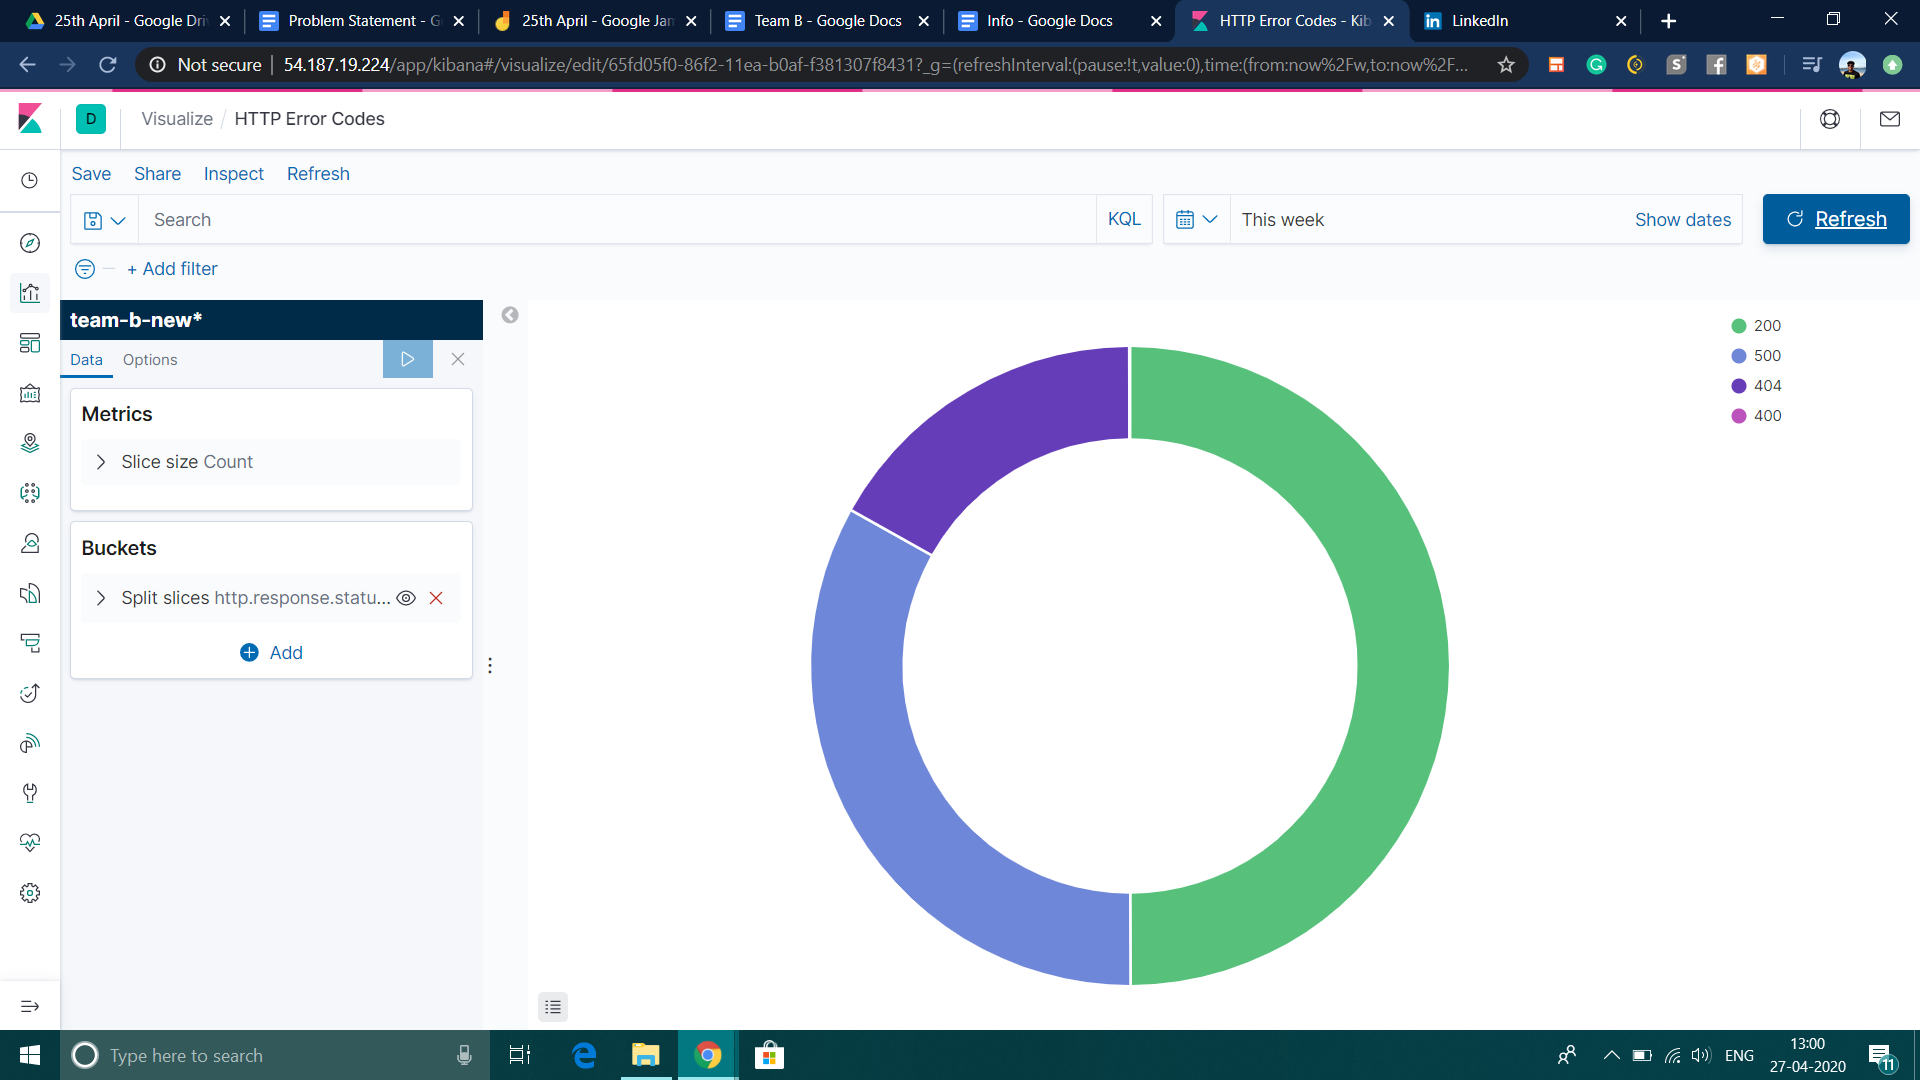 25th April - Google Dri
Problem Statement - G
25th April - Google Jam
Team B - Google Docs
Info - Google Docs
HTTP Error Codes - Kib
LinkedIn
Not secure | 54.187.19.224/app/kibana#/visualize/edit/65fd05f0-86f2-11ea-b0af-f381307f8431?_g=(refreshInterval:(pause:!t,value:0),time:(from:now%2Fw,to:now%2F...
D
Visualize / HTTP Error Codes
Save Share Inspect Refresh
Search
KQL
This week
Show dates
Refresh
+ Add filter
team-b-new*
Data Options
Metrics
Slice size Count
Buckets
Split slices http.response.statu...
Add
200
500
404
400
Type here to search
ENG
13:00
27-04-2020
11